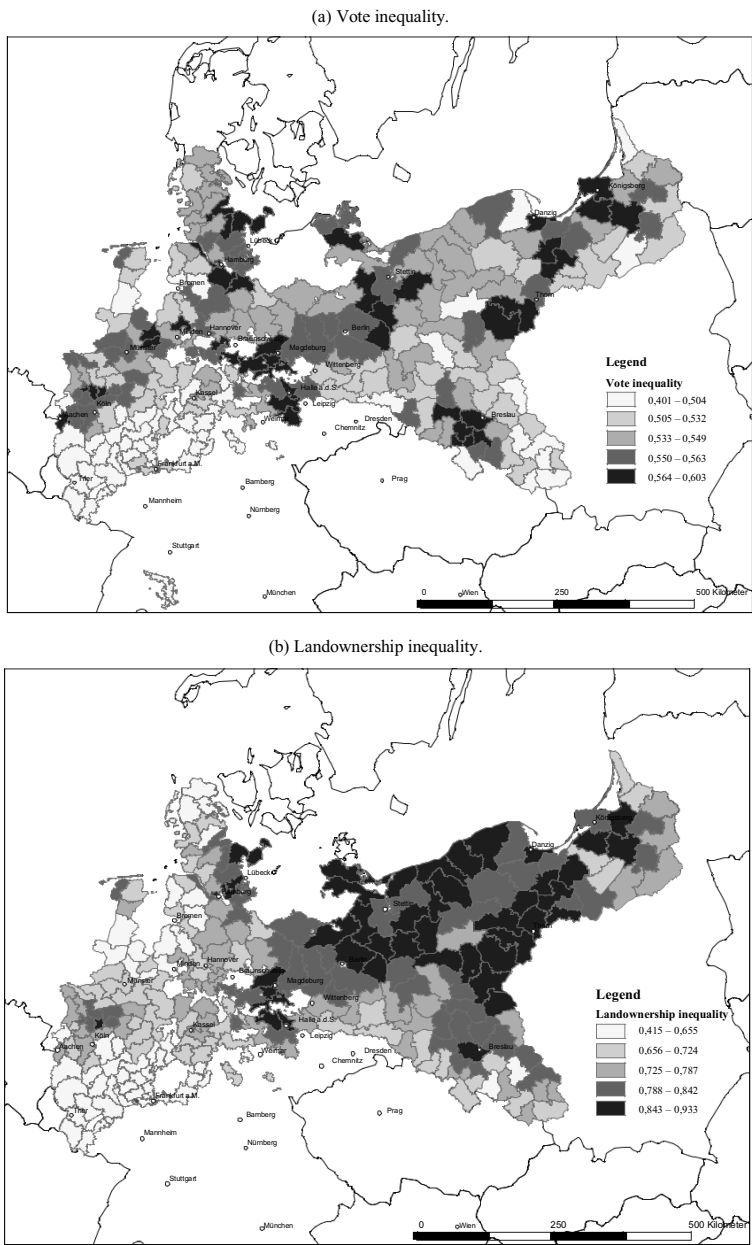 (a) Vote inequality.
Königsberg
Danzig
Lübeck
Hamburg
Stettin
Bremen
Thorn
Berlin
Minden
Hannover
Braunschweig
Münster
Magdeburg
Wittenberg
Halle a.d.S.
Kassel
Köln
Leipzig
Aachen
Weimar
Dresden
Breslau
Chemnitz
Frankfurt a.M.
Trier
Bamberg
Prag
Mannheim
Nürnberg
Stuttgart
München
Wien
Legend
Vote inequality
0,401 – 0,504
0,505 – 0,532
0,533 – 0,549
0,550 – 0,563
0,564 – 0,603
0
250
500 Kilometer
(b) Landownership inequality.
Königsberg
Danzig
Lübeck
Hamburg
Stettin
Bremen
Thorn
Berlin
Minden
Hannover
Münster
Magdeburg
Wittenberg
Halle a.d.S.
Kassel
Köln
Leipzig
Aachen
Weimar
Dresden
Breslau
Chemnitz
Frankfurt a.M.
Trier
Bamberg
Prag
Mannheim
Nürnberg
Stuttgart
München
Wien
Legend
Landownership inequality
0,415 – 0,655
0,656 – 0,724
0,725 – 0,787
0,788 – 0,842
0,843 – 0,933
0
250
500 Kilometer